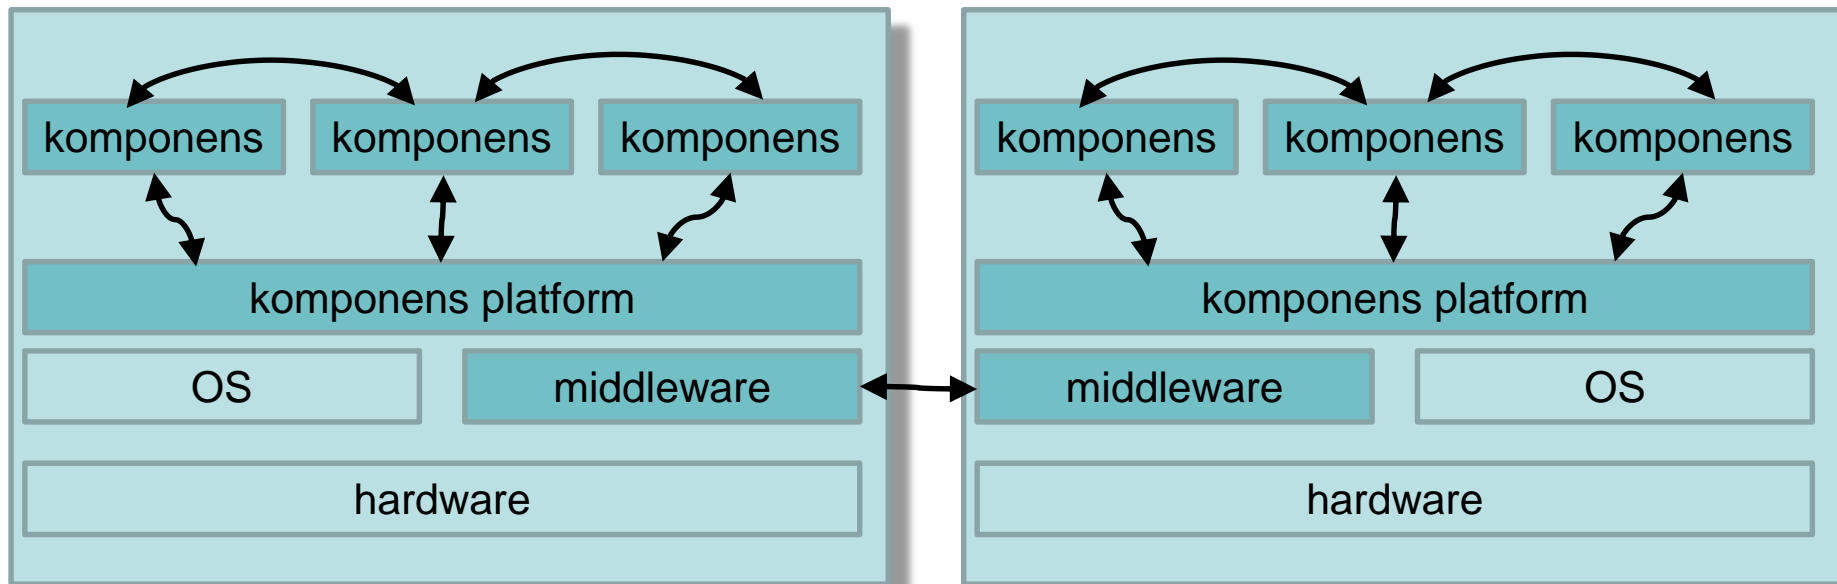 komponens komponens komponens
komponens platform
OS middleware
hardware
komponens komponens komponens
komponens platform
middleware OS
hardware